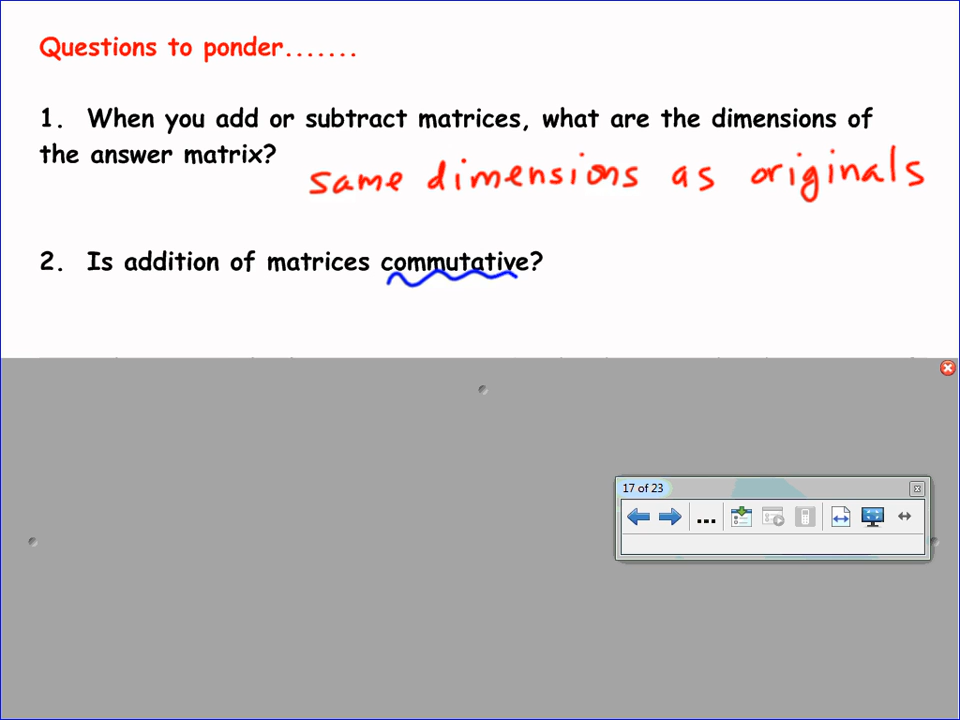 Questions to ponder.......
1. When you add or subtract matrices, what are the dimensions of
the answer matrix?
same dimensions as originals
2. Is addition of matrices commutative?
17 of 23
...